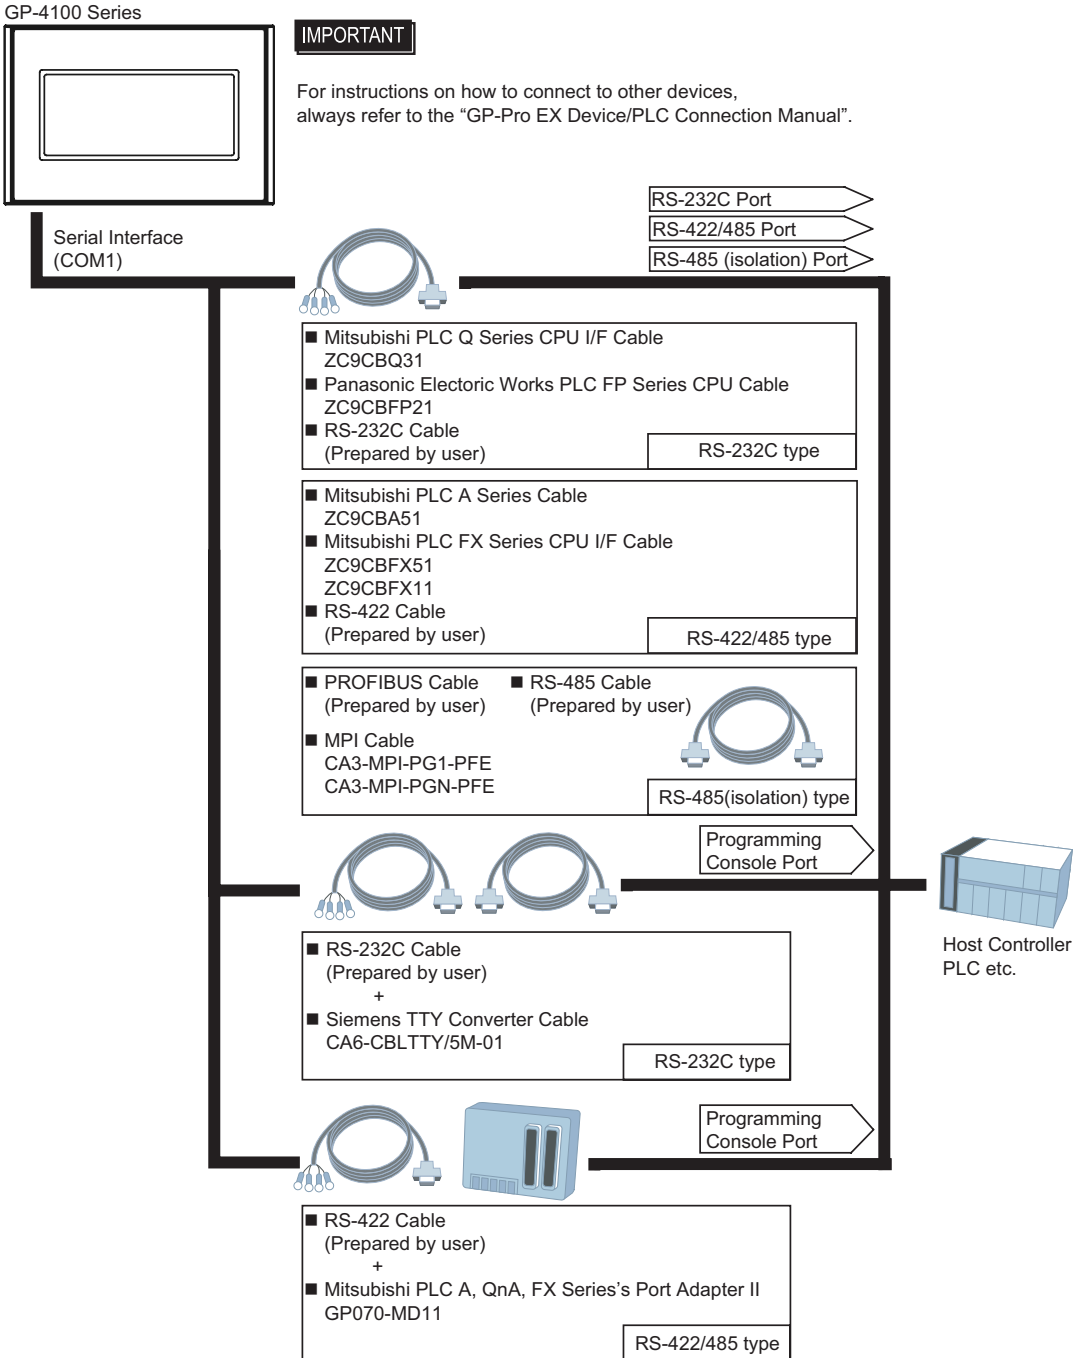 GP-4100 Series
IMPORTANT
For instructions on how to connect to other devices,
always refer to the “GP-Pro EX Device/PLC Connection Manual”.
RS-232C Port
RS-422/485 Port
RS-485 (isolation) Port
Serial Interface
(COM1)
■ Mitsubishi PLC Q Series CPU I/F Cable
ZC9CBQ31
■ Panasonic Electoric Works PLC FP Series CPU Cable
ZC9CBFP21
■ RS-232C Cable
(Prepared by user)
RS-232C type
■ Mitsubishi PLC A Series Cable
ZC9CBA51
■ Mitsubishi PLC FX Series CPU I/F Cable
ZC9CBFX51
ZC9CBFX11
■ RS-422 Cable
(Prepared by user)
RS-422/485 type
■ PROFIBUS Cable
(Prepared by user)
■ RS-485 Cable
(Prepared by user)
■ MPI Cable
CA3-MPI-PG1-PFE
CA3-MPI-PGN-PFE
RS-485(isolation) type
Programming
Console Port
Host Controller
PLC etc.
■ RS-232C Cable
(Prepared by user)
+
■ Siemens TTY Converter Cable
CA6-CBLTTY/5M-01
RS-232C type
Programming
Console Port
■ RS-422 Cable
(Prepared by user)
+
■ Mitsubishi PLC A, QnA, FX Series’s Port Adapter II
GP070-MD11
RS-422/485 type